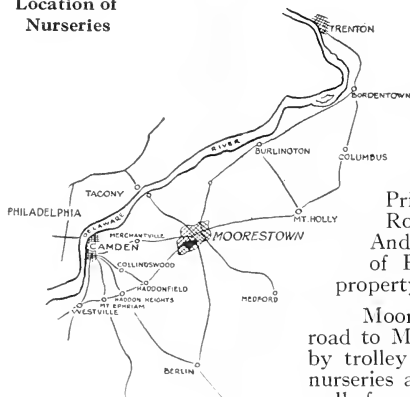 Location of
Nurseries
TRENTON
BORDENTOWN
RIVER
BURLINGTON
COLUMBUS
TACONY
PHILADELPHIA
DELAWARE
MT. HOLLY
MERCHANTVILLE
MOORESTOWN
CAMDEN
COLLINGSWOOD
HADDONFIELD
HADDON HEIGHTS
MT EPHRIAM
WESTVILLE
MEDFORD
BERLIN
Pri
Ro
And
of F
property
Moor
road to M
by trolley
nurseries a